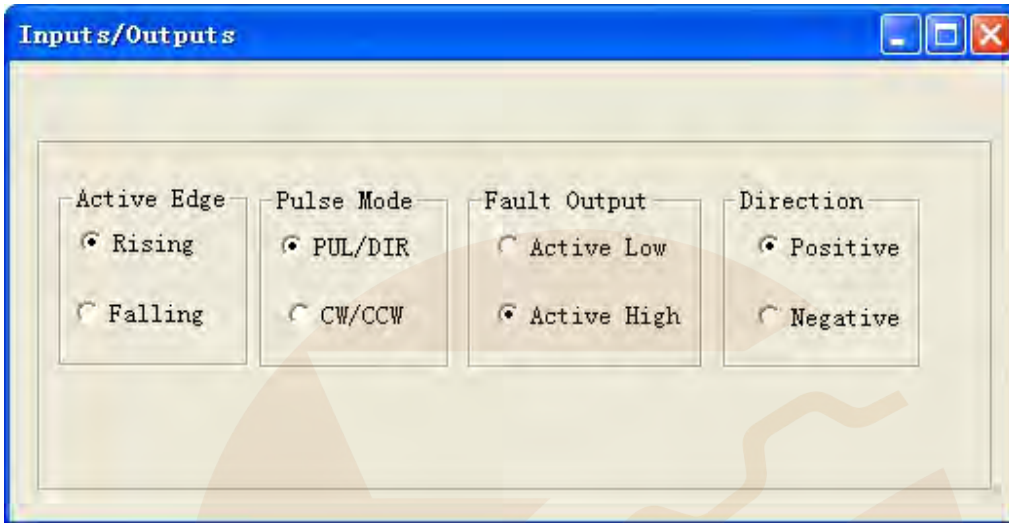 Inputs/Outputs
Active Edge
Rising
Falling
Pulse Mode
PUL/DIR
CW/CCW
Fault Output
Active Low
Active High
Direction
Positive
Negative